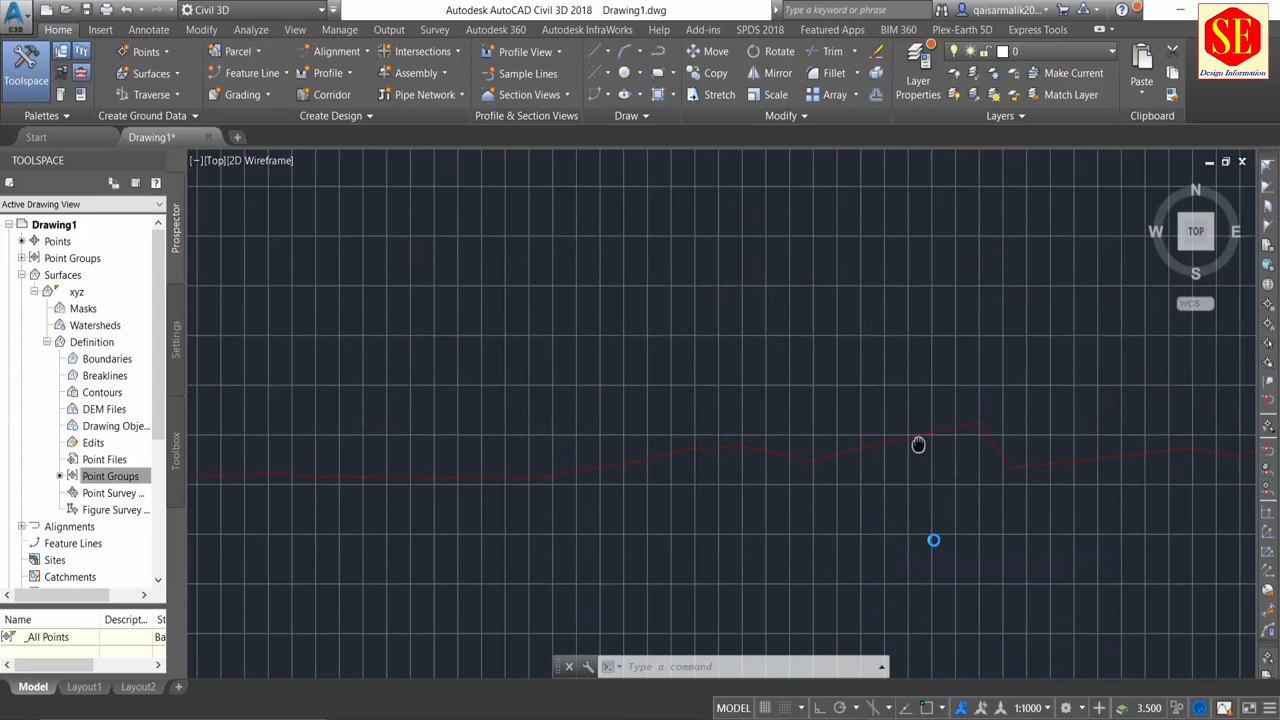 C3D
Civil 3D
Autodesk AutoCAD Civil 3D 2018 Drawing1.dwg
Type a keyword or phrase
qaisarmalik20...
SE
Design Information
Home Insert Annotate Modify Analyze View Manage Output Survey Autodesk 360 Autodesk InfraWorks Help Add-ins SPDS 2018 Featured Apps BIM 360 Plex-Earth 5D Express Tools
Toolspace
Points
Surfaces
Traverse
Parcel
Feature Line
Grading
Alignment
Profile
Corridor
Intersections
Assembly
Pipe Network
Profile View
Sample Lines
Section Views
Move
Copy
Stretch
Rotate
Mirror
Scale
Trim
Fillet
Array
Layer
Properties
0
Make Current
Match Layer
Paste
Palettes Create Ground Data Create Design Profile & Section Views Draw Modify Layers Clipboard
Start Drawing1*
TOOLSPACE
Active Drawing View
Drawing1
Points
Point Groups
Surfaces
xyz
Masks
Watersheds
Definition
Boundaries
Breaklines
Contours
DEM Files
Drawing Obje...
Edits
Point Files
Point Groups
Point Survey ...
Figure Survey ...
Alignments
Feature Lines
Sites
Catchments
Name Descript... St
_All Points Ba
Prospector
Settings
Toolbox
[−][Top][2D Wireframe]
N
W TOP E
S
WCS
Type a command
Model Layout1 Layout2
MODEL 1:1000 3.500